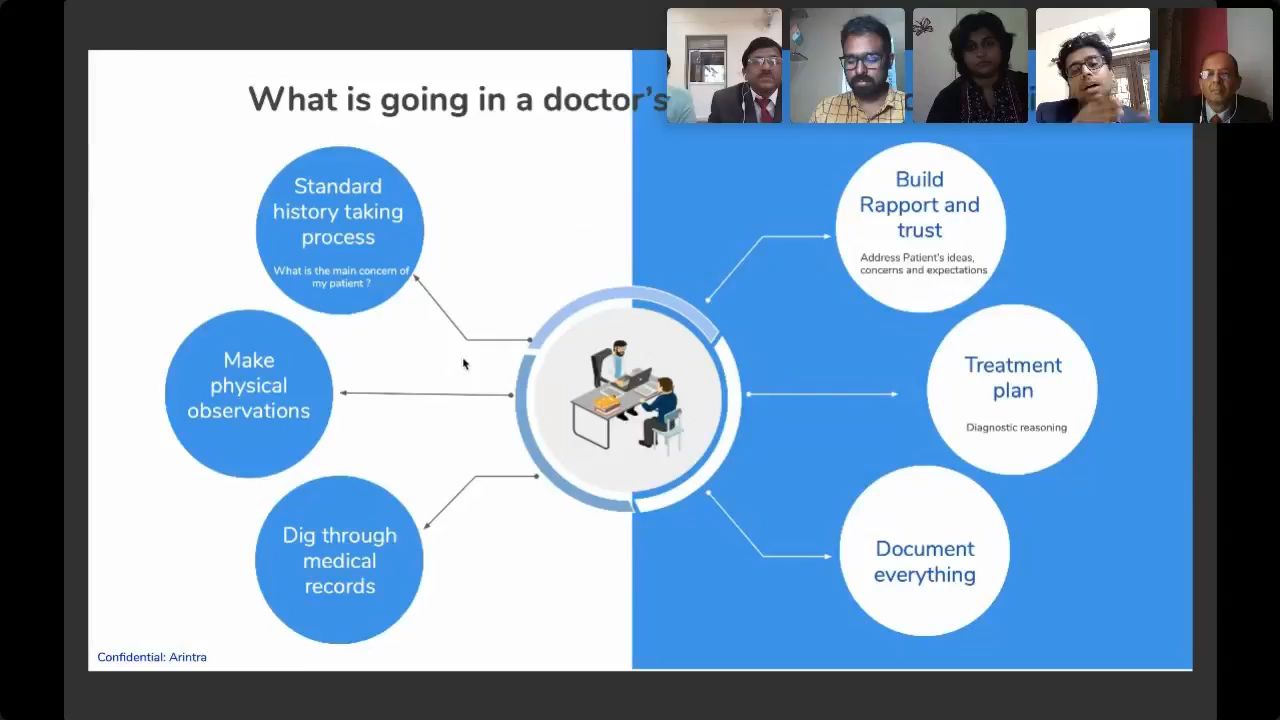 What is going in a doctor's
Standard
history taking
process
What is the main concern of
my patient ?
Make
physical
observations
Dig through
medical
records
Build
Rapport and
trust
Address Patient's ideas,
concerns and expectations
Treatment
plan
Diagnostic reasoning
Document
everything
Confidential: Arintra